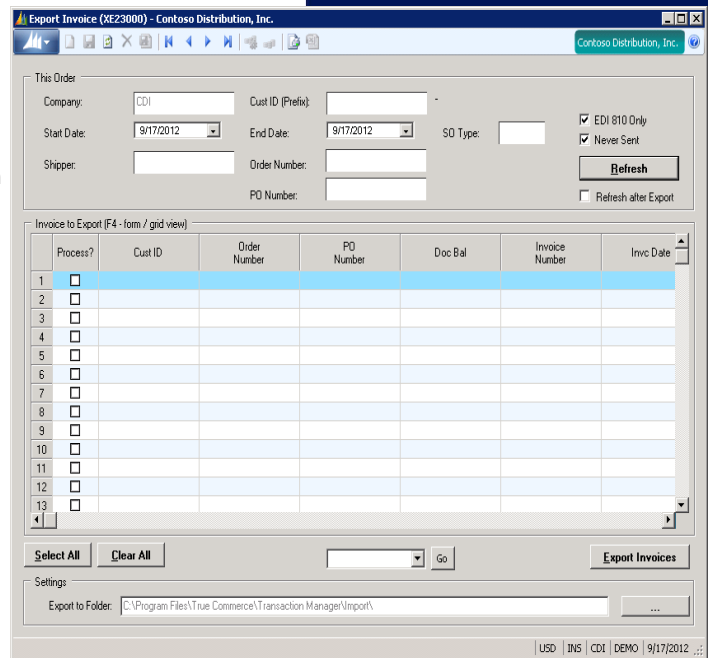 Export Invoice (XE23000) - Contoso Distribution, Inc.
Contoso Distribution, Inc.
This Order
Company: CDI Cust ID (Prefix): -
Start Date: 9/17/2012 End Date: 9/17/2012 SO Type:
EDI 810 Only
Never Sent
Shipper: Order Number:
Refresh
PO Number:
Refresh after Export
Invoice to Export (F4 - form / grid view)
Process? Cust ID Order Number PO Number Doc Bal Invoice Number Invc Date
1
2
3
4
5
6
7
8
9
10
11
12
13
Select All Clear All Go Export Invoices
Settings
Export to Folder: C:\Program Files\True Commerce\Transaction Manager\Import\ ...
USD INS CDI DEMO 9/17/2012